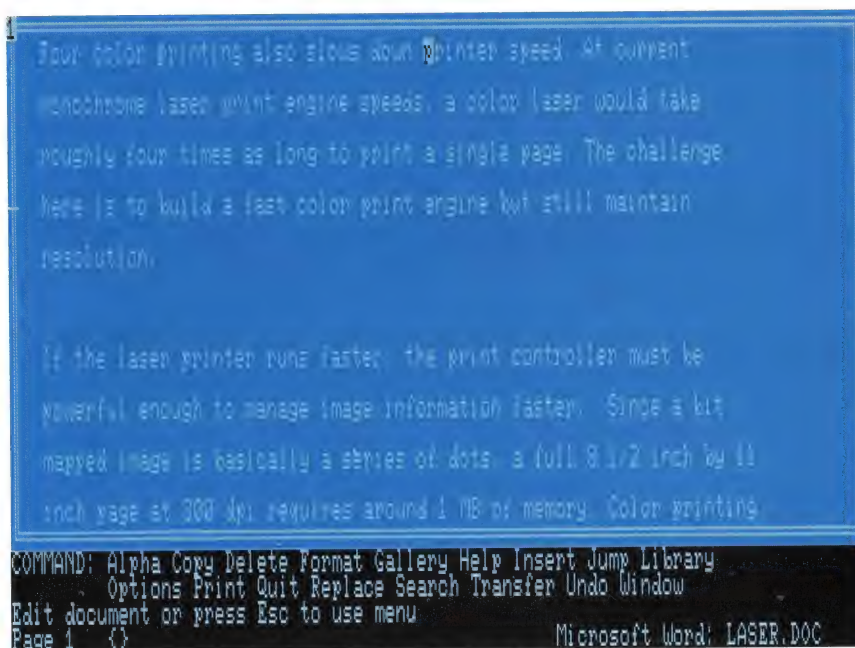 1
Four color printing also slows down printer speed. At current
monochrome laser print engine speeds, a color laser would take
roughly four times as long to print a single page. The challenge
here is to build a fast color print engine but still maintain
resolution.
If the laser printer runs faster, the print controller must be
powerful enough to manage image information faster. Since a bit
mapped image is basically a series of dots, a full 8 1/2 inch by 11
inch page at 300 dpi requires around 1 MB of memory. Color printing
COMMAND: Alpha Copy Delete Format Gallery Help Insert Jump Library
Options Print Quit Replace Search Transfer Undo Window
Edit document or press Esc to use menu
Page 1 {} Microsoft Word: LASER.DOC